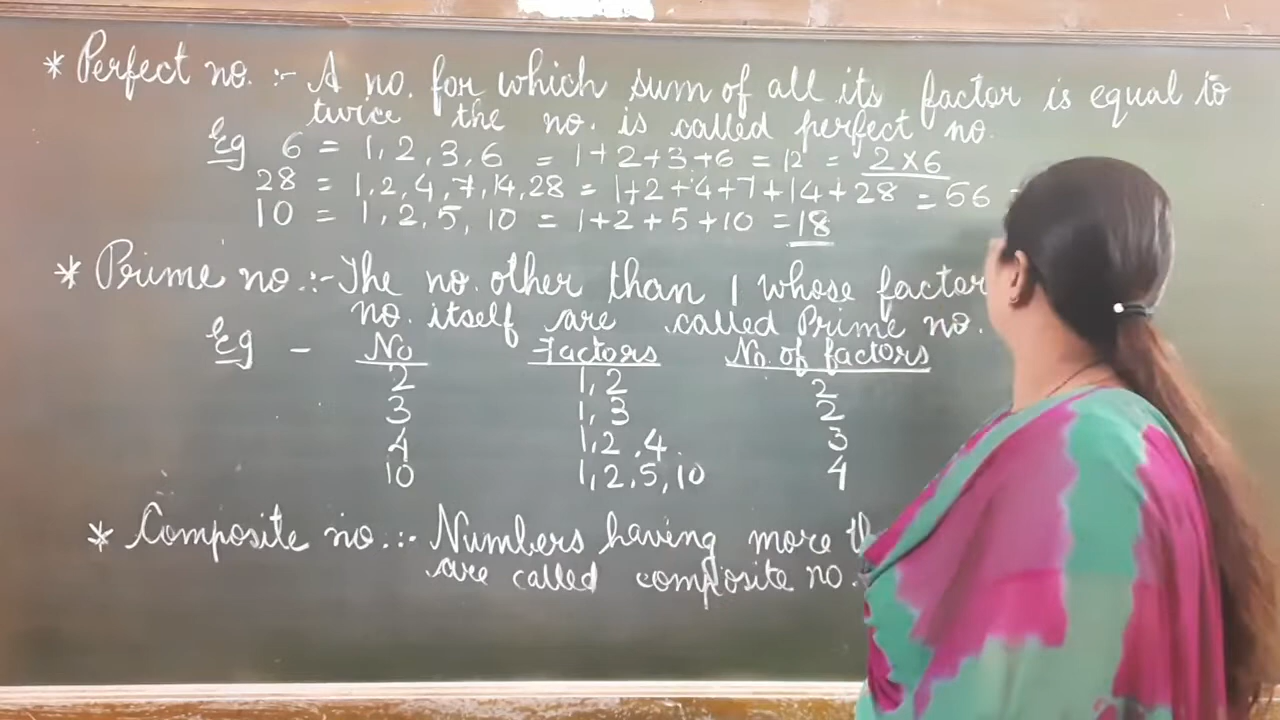 * Perfect no. :- A no. for which sum of all its factor is equal to
twice the no. is called perfect no.
Eg 6 = 1, 2, 3, 6 = 1+2+3+6 = 12 = 2×6
28 = 1, 2, 4, 7, 14, 28 = 1+2+4+7+14+28 = 56
10 = 1, 2, 5, 10 = 1+2+5+10 = 18
* Prime no. :- The no. other than 1 whose factor
no. itself are called Prime no.
Eg - No Factors No. of factors
2 1, 2 2
3 1, 3 2
4 1, 2, 4 3
10 1, 2, 5, 10 4
* Composite no. :- Numbers having more
are called composite no.